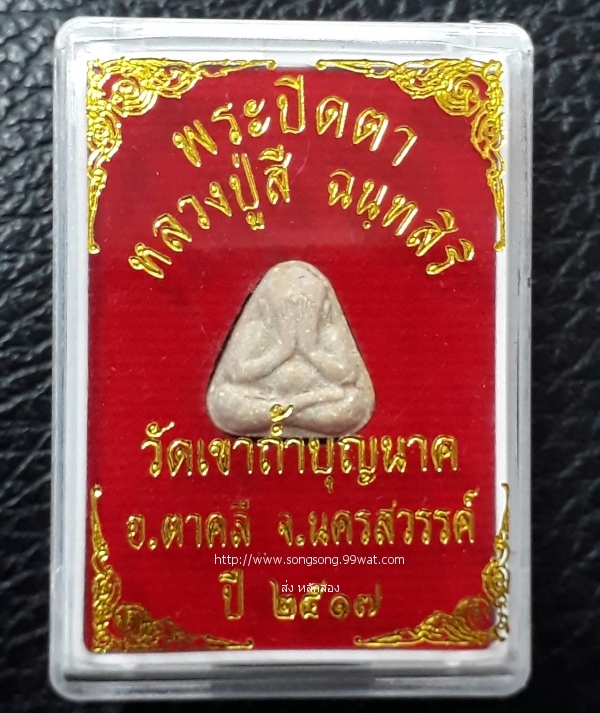 พระปิดตา
หลวงปู่สี ฉนฺทสิริ
วัดเขาถ้ำบุญนาค
อ.ตาคลี จ.นครสวรรค์
http://www.songsong.99wat.com
ส่ง หลักสอง
ปี ๒๕๑๗